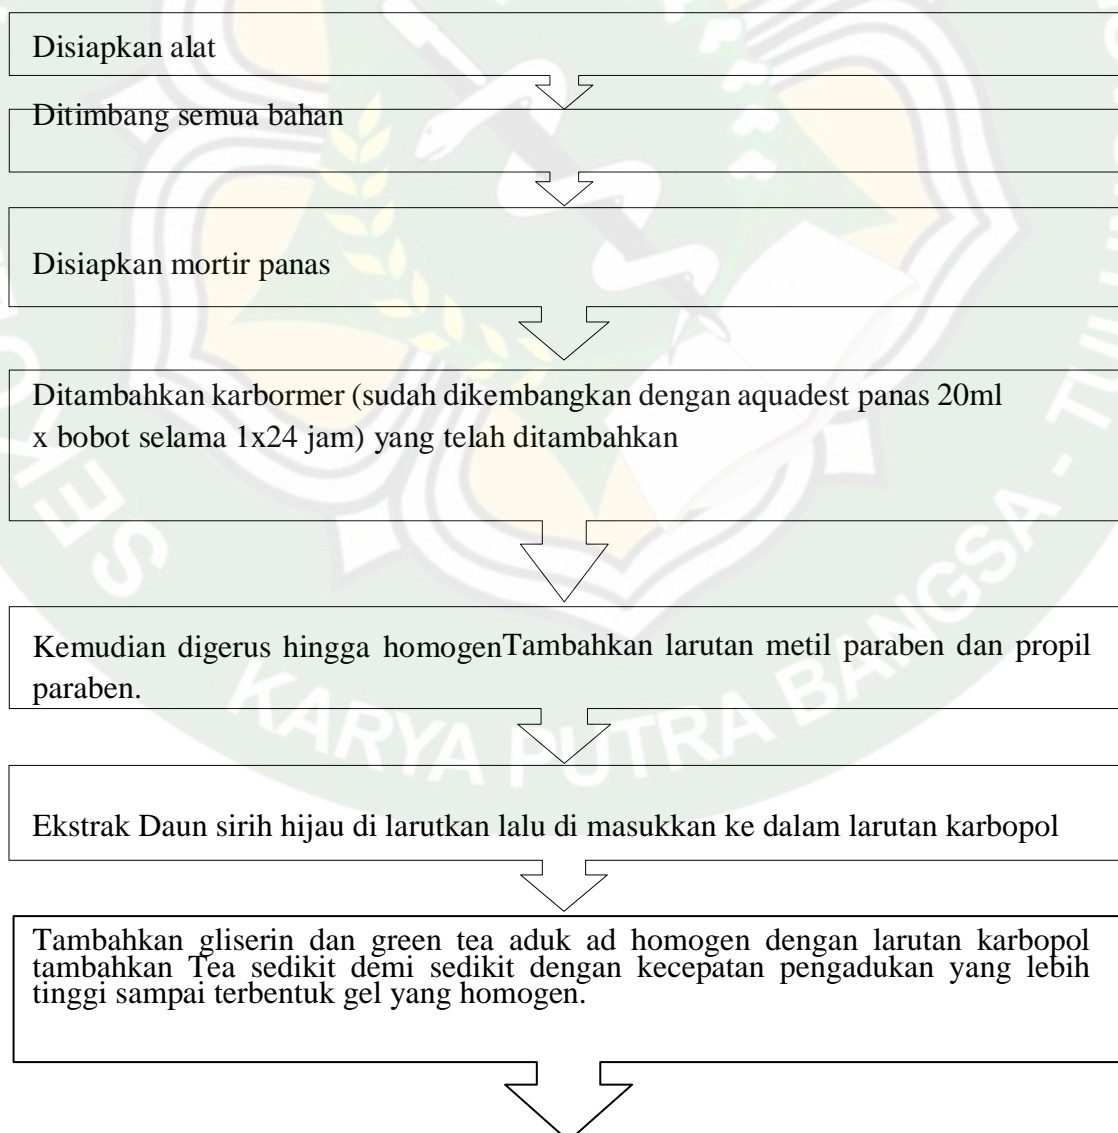 Disiapkan alat
Ditimbang semua bahan
Disiapkan mortir panas
Ditambahkan karbormer (sudah dikembangkan dengan aquadest panas 20ml
x bobot selama 1x24 jam) yang telah ditambahkan
Kemudian digerus hingga homogenTambahkan larutan metil paraben dan propil
paraben.
Ekstrak Daun sirih hijau di larutkan lalu di masukkan ke dalam larutan karbopol
Tambahkan gliserin dan green tea aduk ad homogen dengan larutan karbopol
tambahkan Tea sedikit demi sedikit dengan kecepatan pengadukan yang lebih
tinggi sampai terbentuk gel yang homogen.
KARYA PUTRA BANGSA -